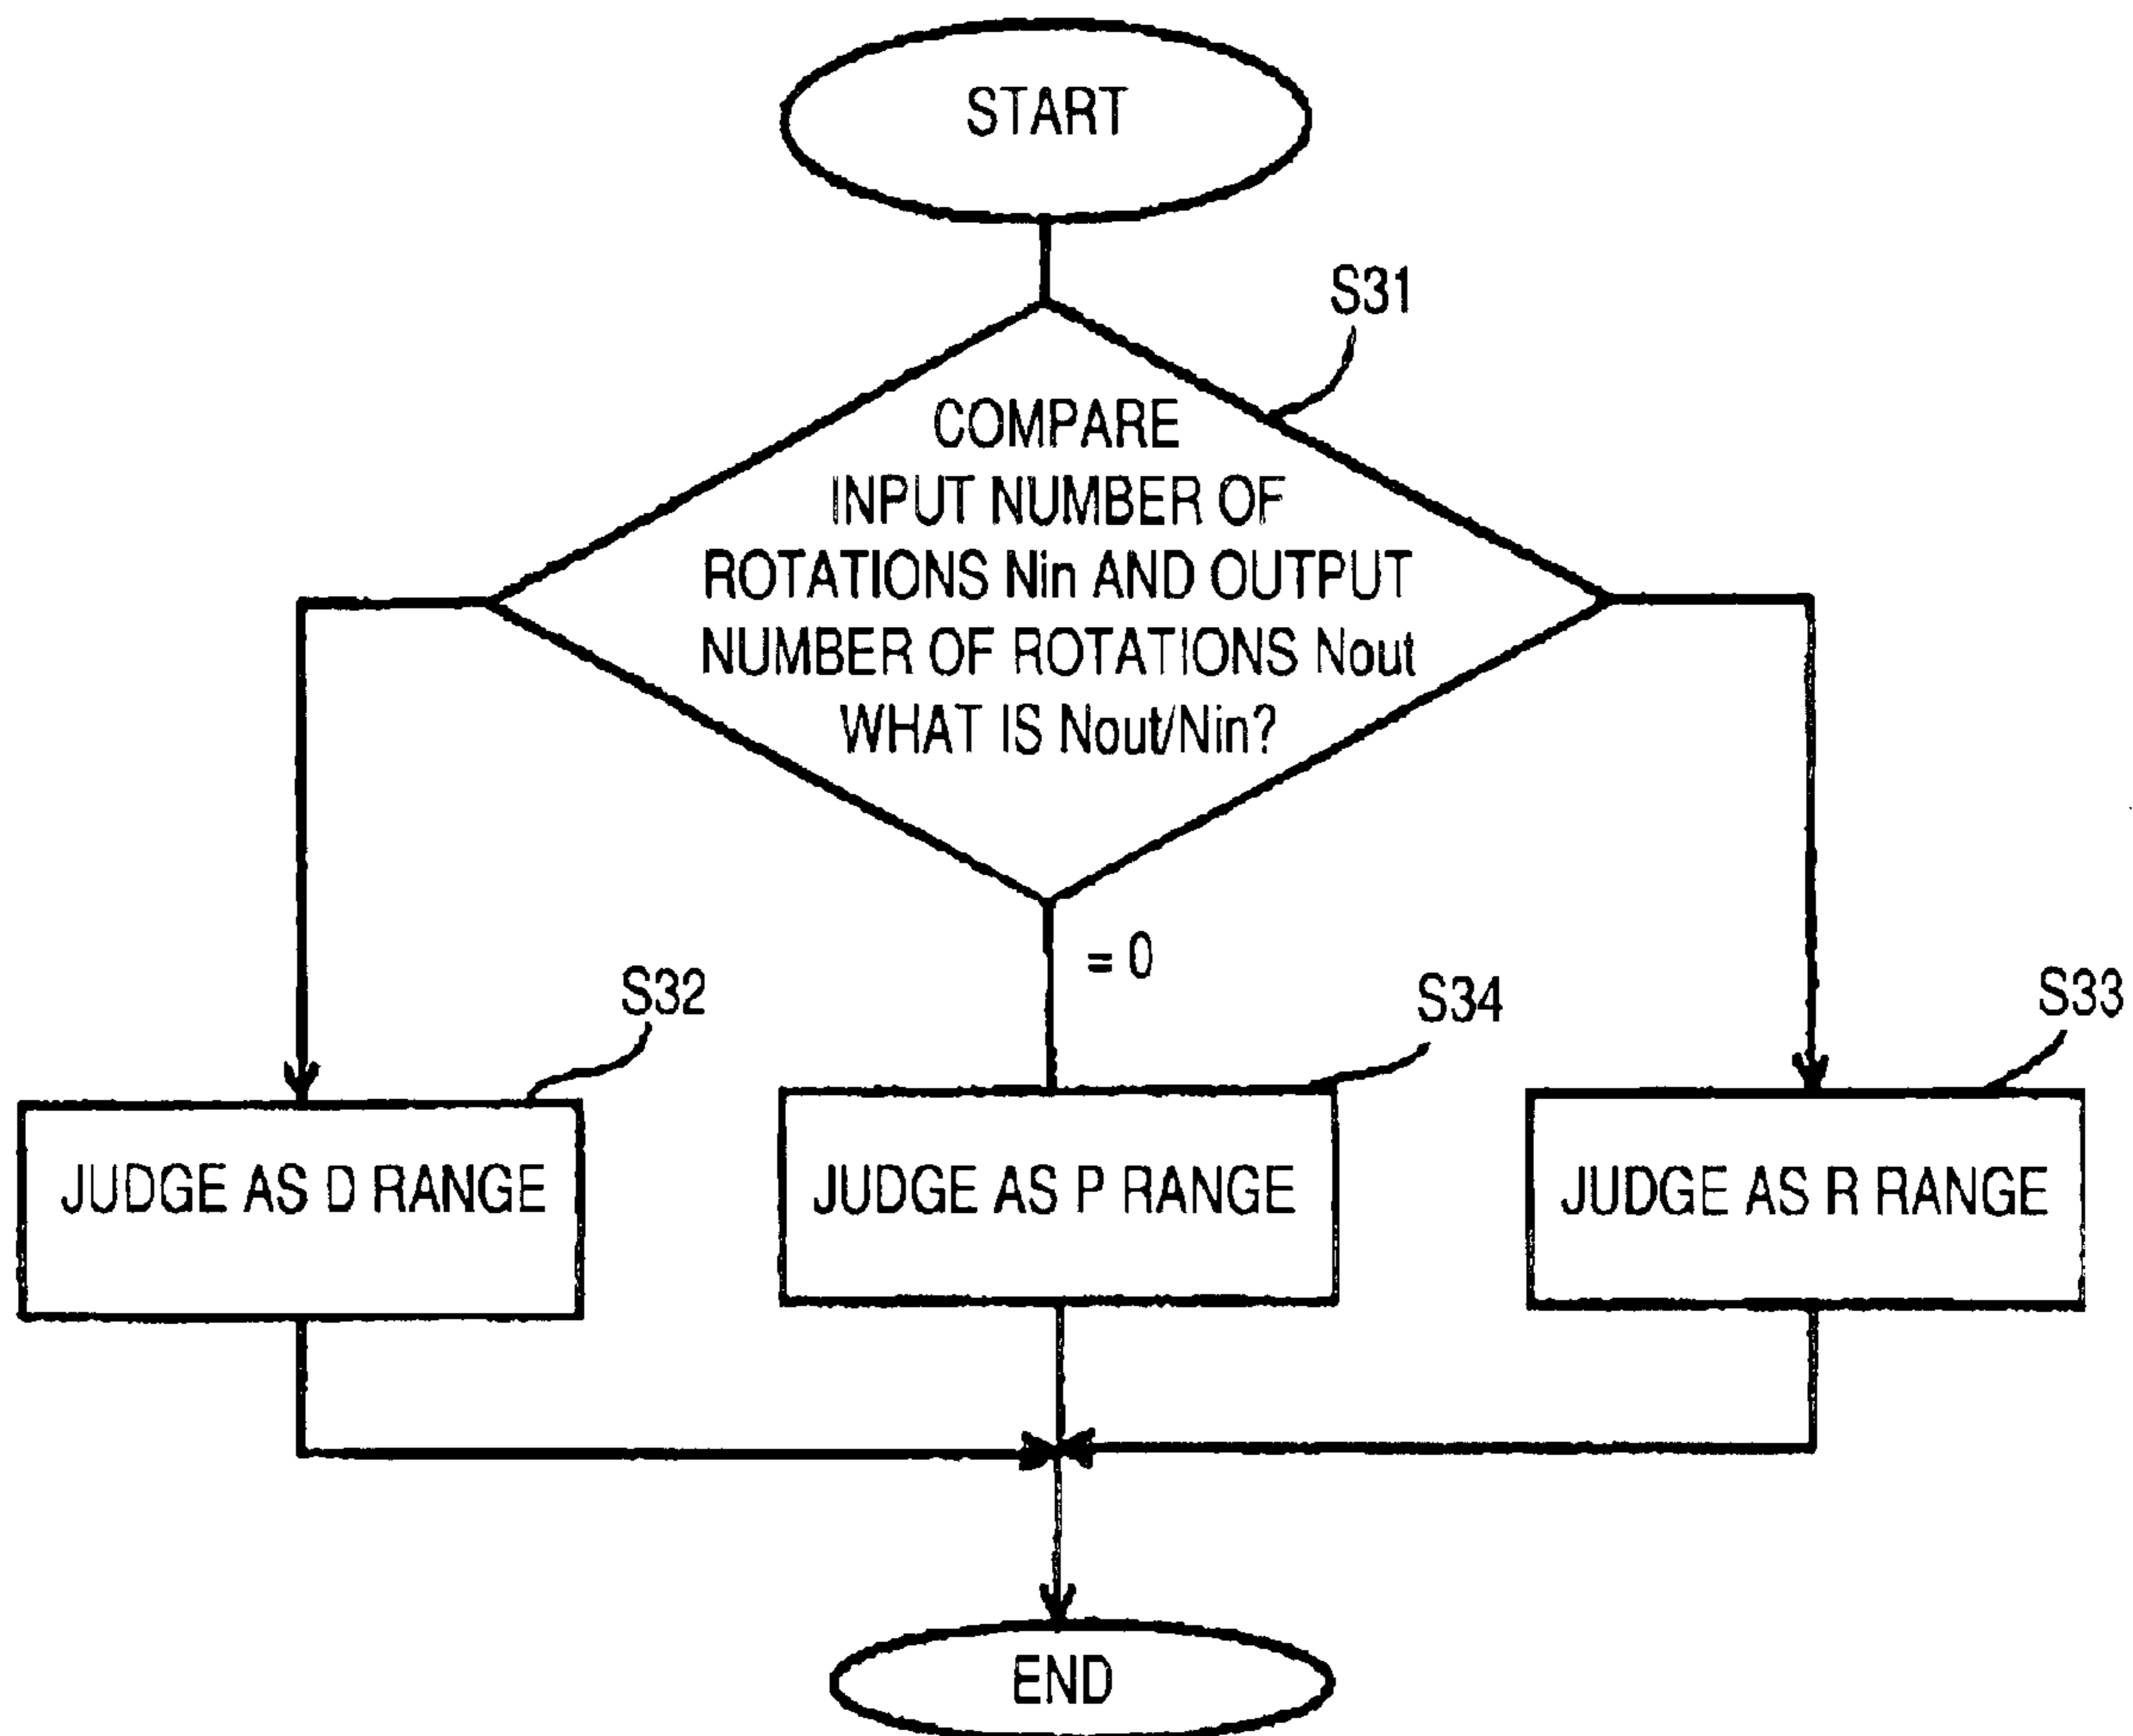 START
S31
COMPARE
INPUT NUMBER OF
ROTATIONS Nin AND OUTPUT
NUMBER OF ROTATIONS Nout
WHAT IS Nout/Nin?
= 0
S32
S34
S33
JUDGE AS D RANGE
JUDGE AS P RANGE
JUDGE AS R RANGE
END